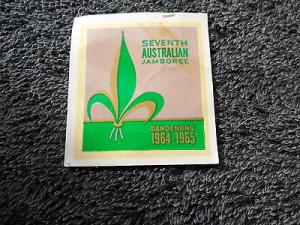 SEVENTH
AUSTRALIAN
JAMBOREE
DANDENONG
1964-1965